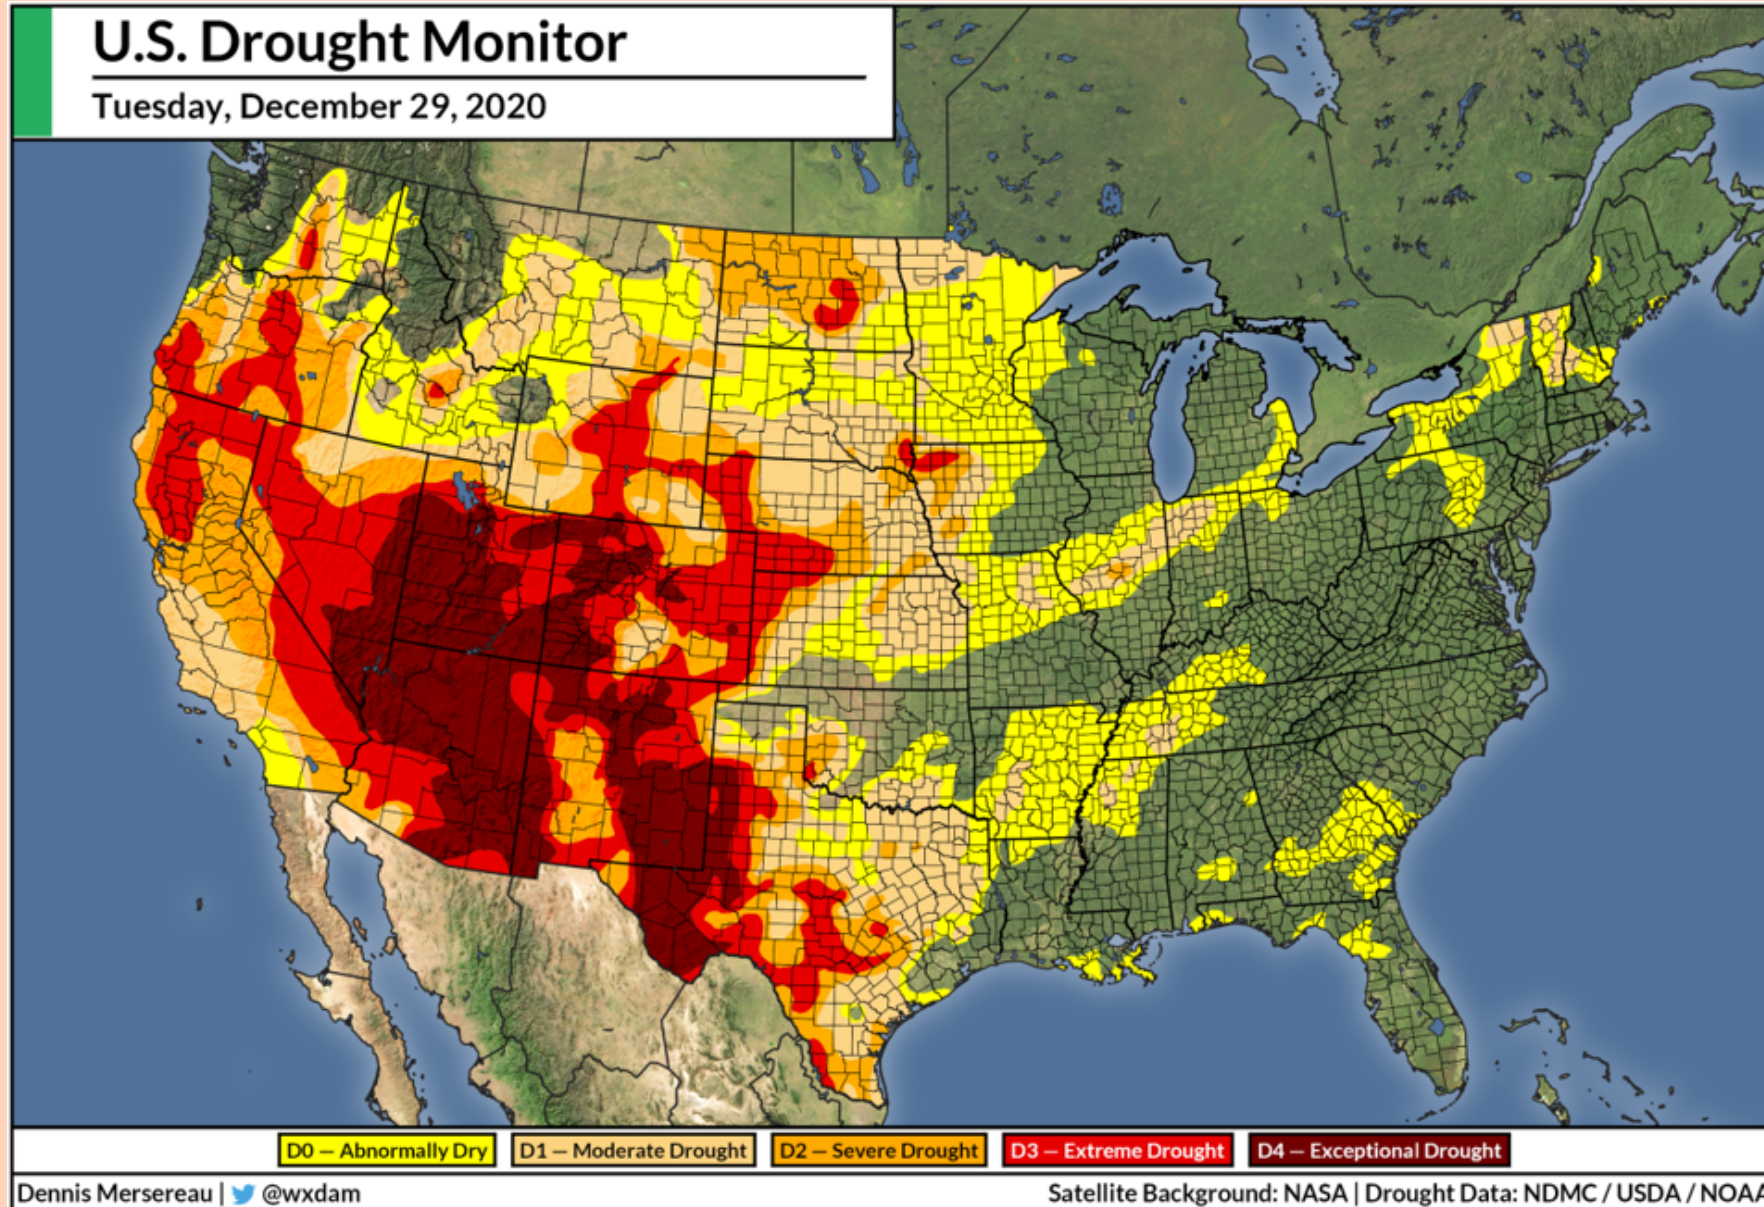 U.S. Drought Monitor
Tuesday, December 29, 2020
D0 — Abnormally Dry
D1 — Moderate Drought
D2 — Severe Drought
D3 — Extreme Drought
D4 — Exceptional Drought
Dennis Mersereau | @wxdam
Satellite Background: NASA | Drought Data: NDMC / USDA / NOAA